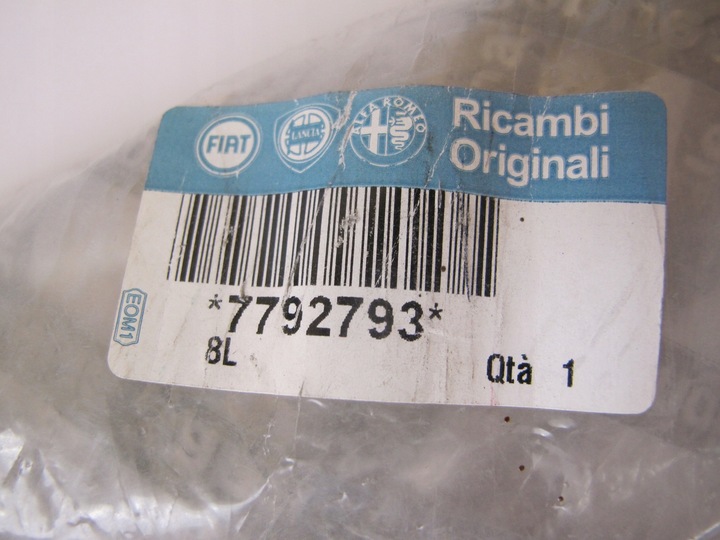 FIAT
LANCIA
ALFA ROMEO
Ricambi
Originali
*7792793*
8L
Qtà 1
EOM1